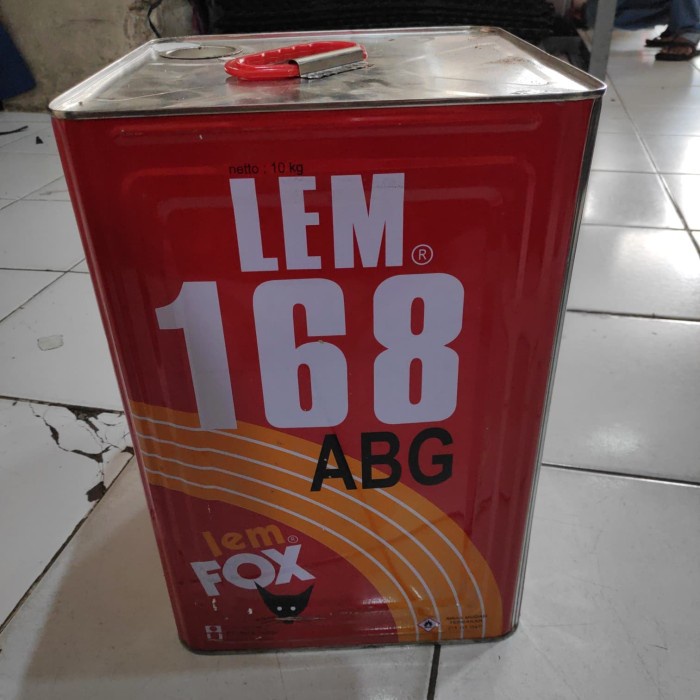 netto : 10 kg
LEM®
168
ABG
lem®
FOX